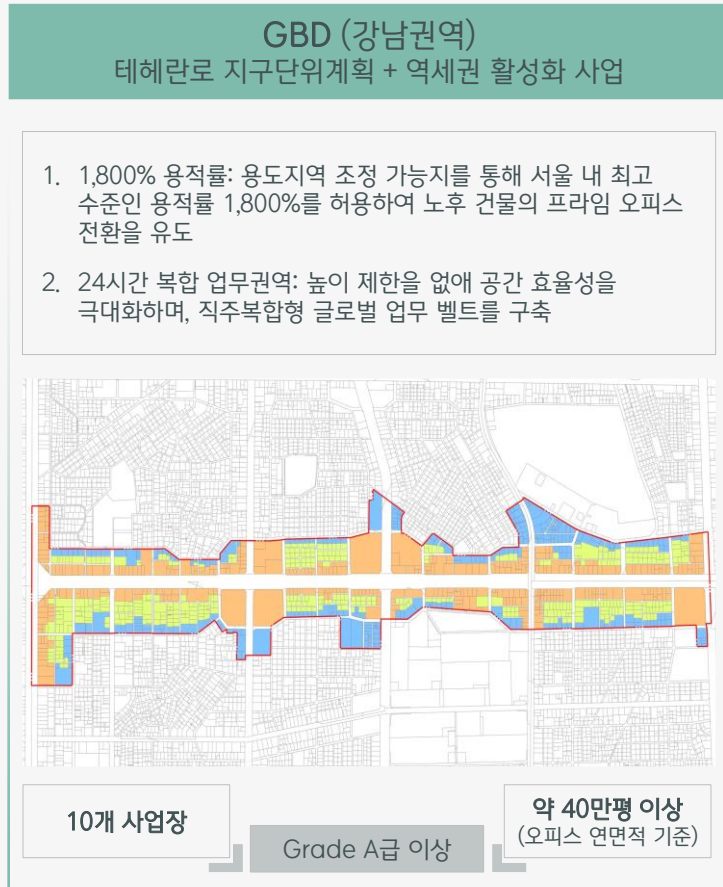 GBD (강남권역)
테헤란로 지구단위계획 + 역세권 활성화 사업
1. 1,800% 용적률: 용도지역 조정 가능지를 통해 서울 내 최고
수준인 용적률 1,800%를 허용하여 노후 건물의 프라임 오피스
전환을 유도
2. 24시간 복합 업무권역: 높이 제한을 없애 공간 효율성을
극대화하며, 직주복합형 글로벌 업무 벨트를 구축
10개 사업장
약 40만평 이상
(오피스 연면적 기준)
Grade A급 이상